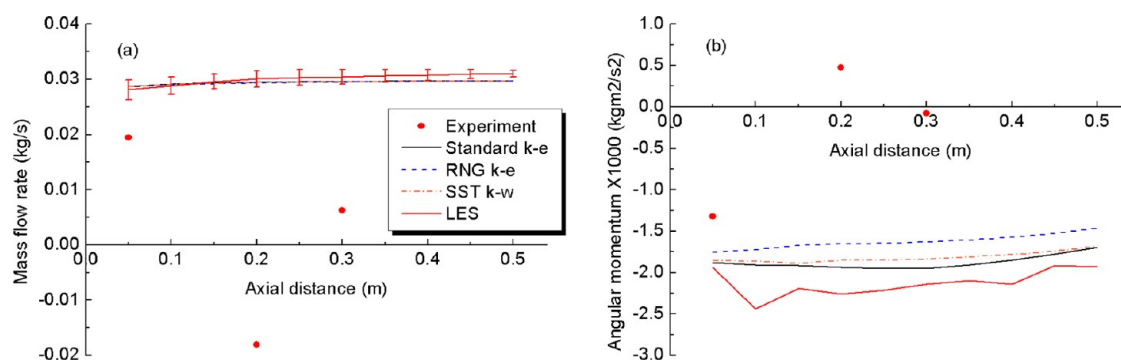 0.04
(a)
0.03
0.02
0.01
0.00
-0.01
-0.02
Mass flow rate (kg/s)
0.0 0.1 0.2 0.3 0.4 0.5
Axial distance (m)
Experiment
Standard k-e
RNG k-e
SST k-w
LES
1.0
(b)
0.5
0.0
-0.5
-1.0
-1.5
-2.0
-2.5
-3.0
Angular momentum X1000 (kgm2/s2)
0.0 0.1 0.2 0.3 0.4 0.5
Axial distance (m)